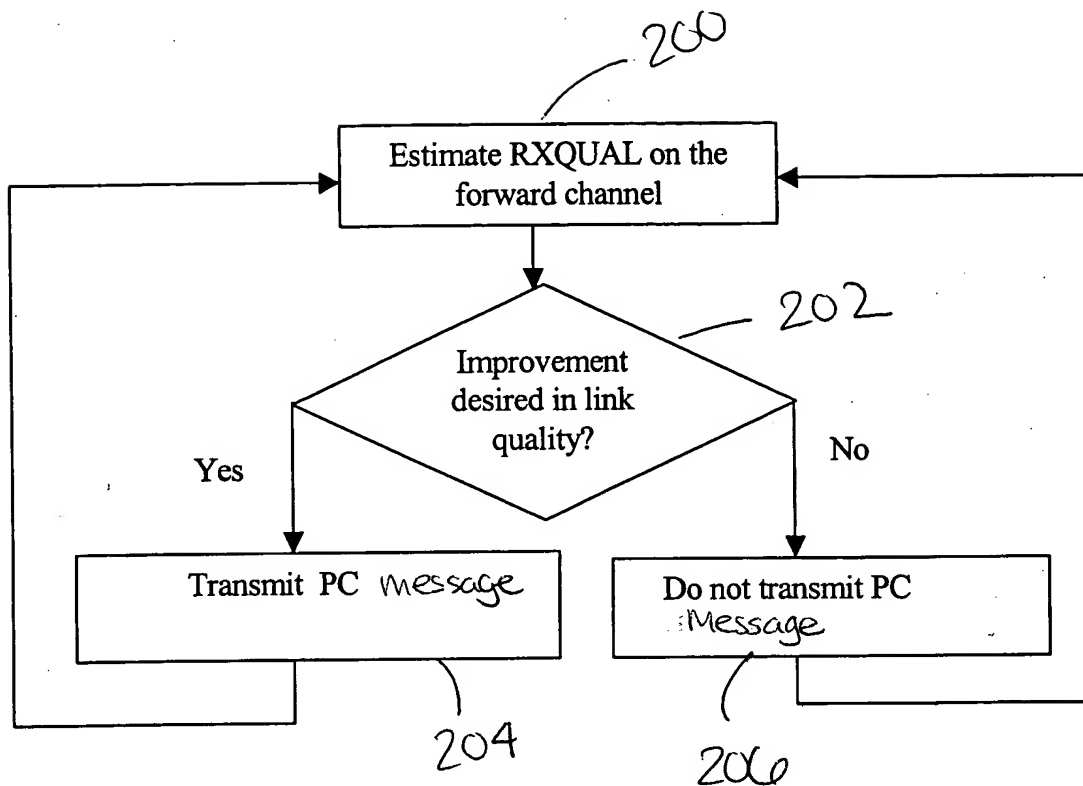 200
Estimate RXQUAL on the
forward channel
202
Improvement
desired in link
quality?
Yes
No
Transmit PC message
Do not transmit PC
Message
204
206